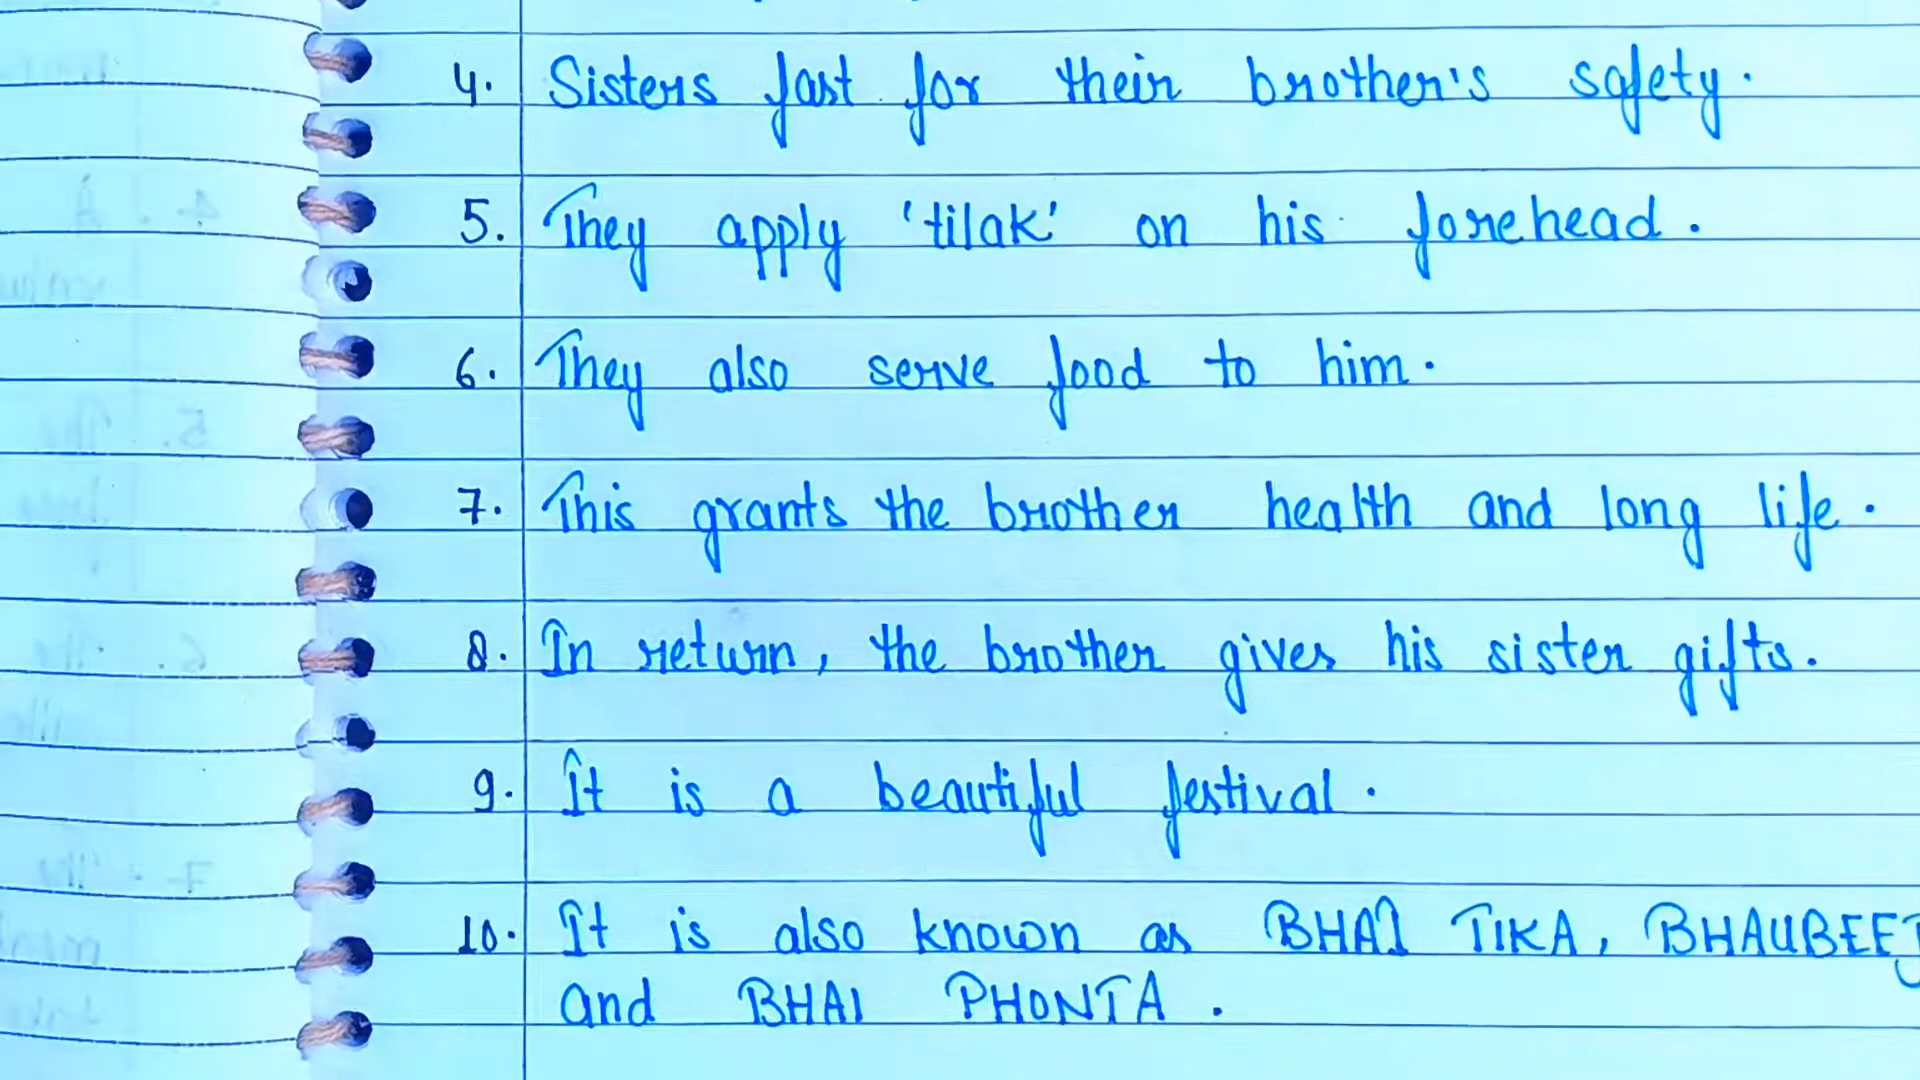 4. Sisters fast for their brother's safety.
5. They apply 'tilak' on his forehead.
6. They also serve food to him.
7. This grants the brother health and long life.
8. In return, the brother gives his sister gifts.
9. It is a beautiful festival.
10. It is also known as BHAI TIKA, BHAUBEEJ
and BHAI PHONTA.